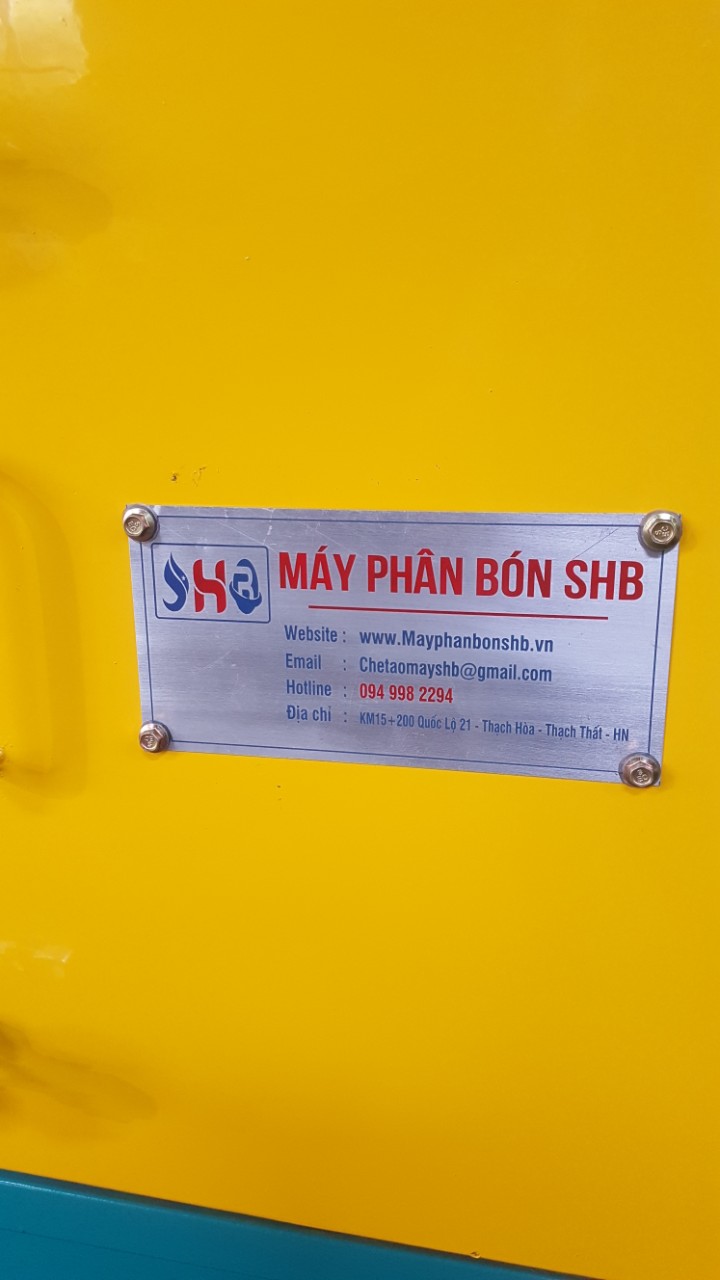 SHB
MÁY PHÂN BÓN SHB
Website : www.Mayphanbonshb.vn
Email : Chetaomayshb@gmail.com
Hotline : 094 998 2294
Địa chỉ : KM15+200 Quốc Lộ 21 - Thạch Hòa - Thạch Thất - HN